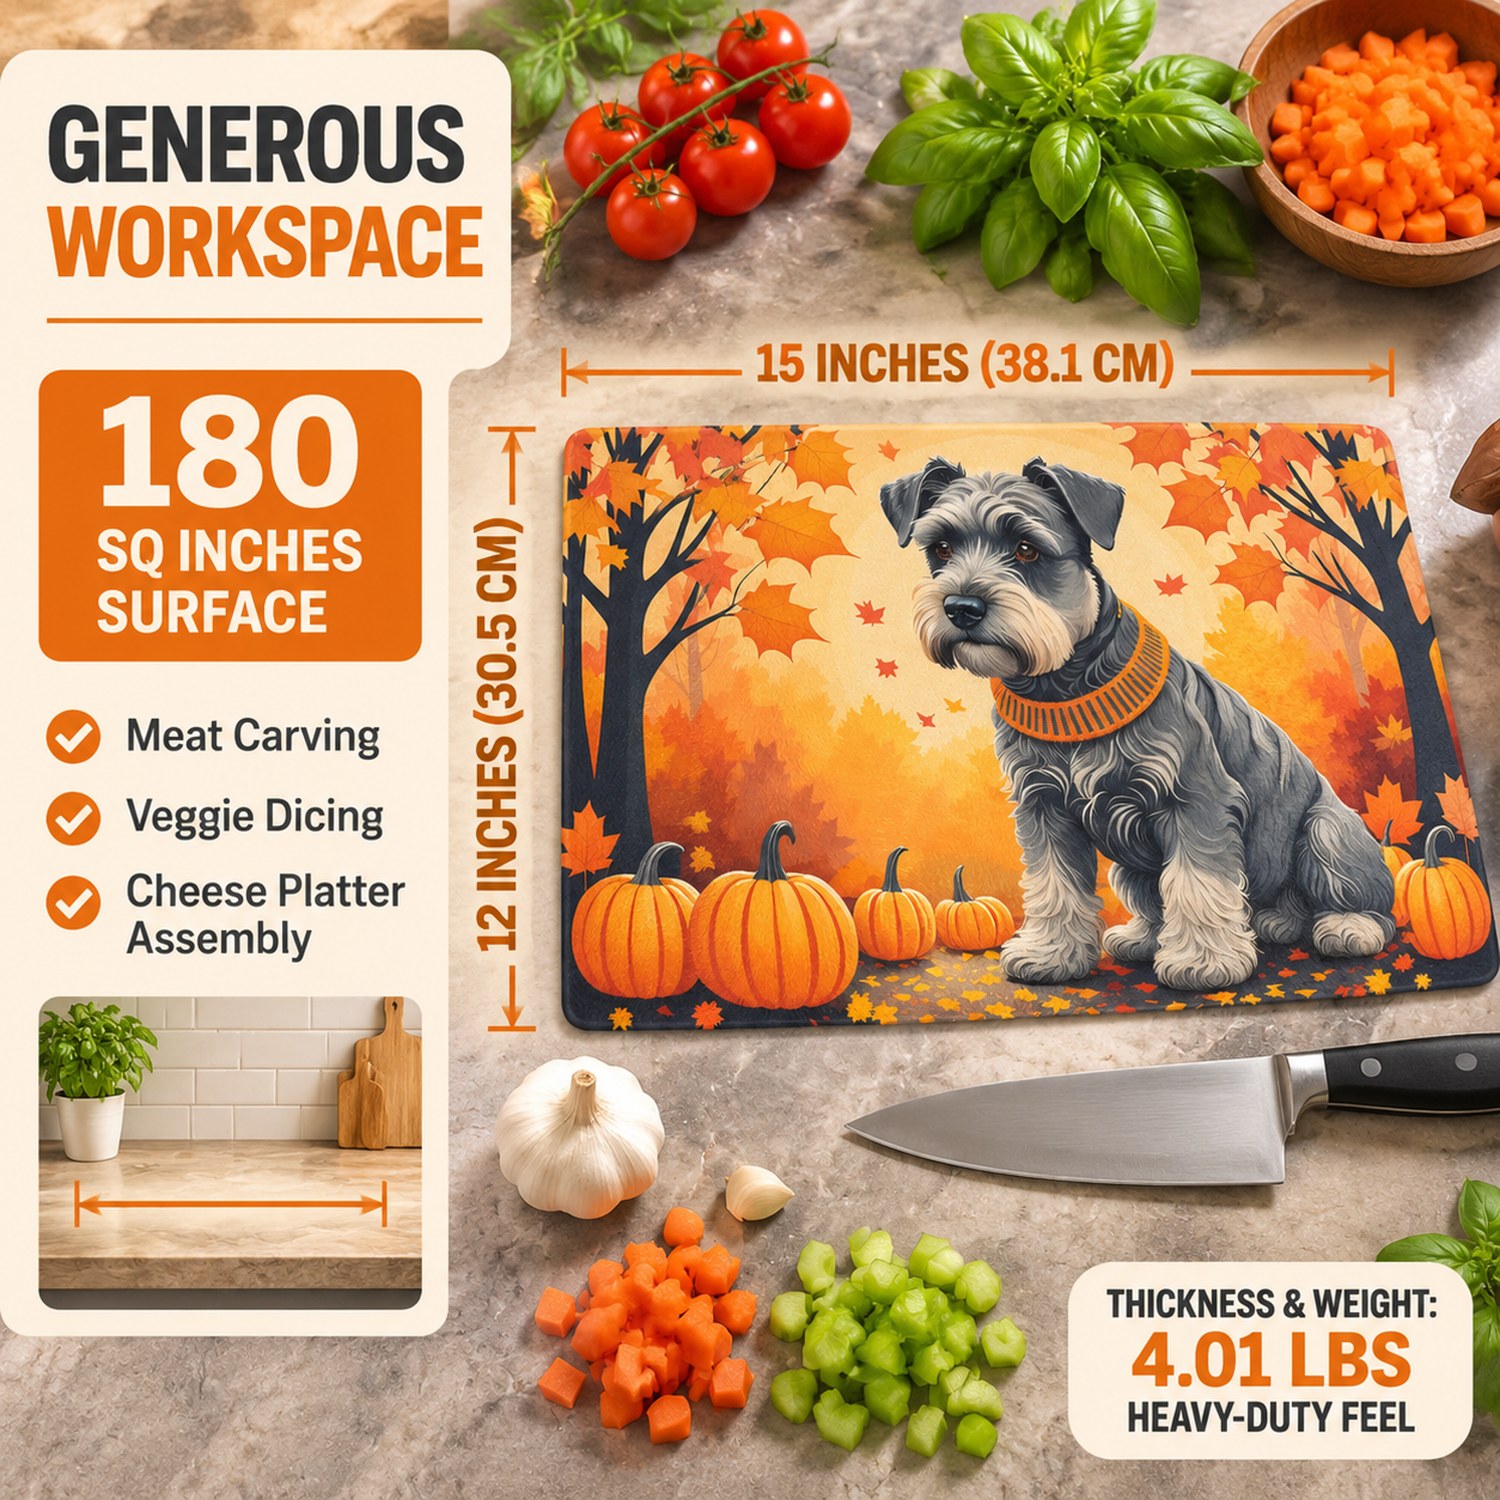 GENEROUS
WORKSPACE
180
SQ INCHES
SURFACE
Meat Carving
Veggie Dicing
Cheese Platter
Assembly
15 INCHES (38.1 CM)
12 INCHES (30.5 CM)
THICKNESS & WEIGHT:
4.01 LBS
HEAVY-DUTY FEEL